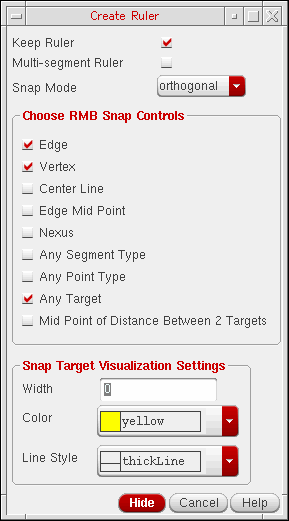 Create Ruler
Keep Ruler
Multi-segment Ruler
Snap Mode orthogonal
Choose RMB Snap Controls
Edge
Vertex
Center Line
Edge Mid Point
Nexus
Any Segment Type
Any Point Type
Any Target
Mid Point of Distance Between 2 Targets
Snap Target Visualization Settings
Width 0
Color yellow
Line Style thickLine
Hide Cancel Help